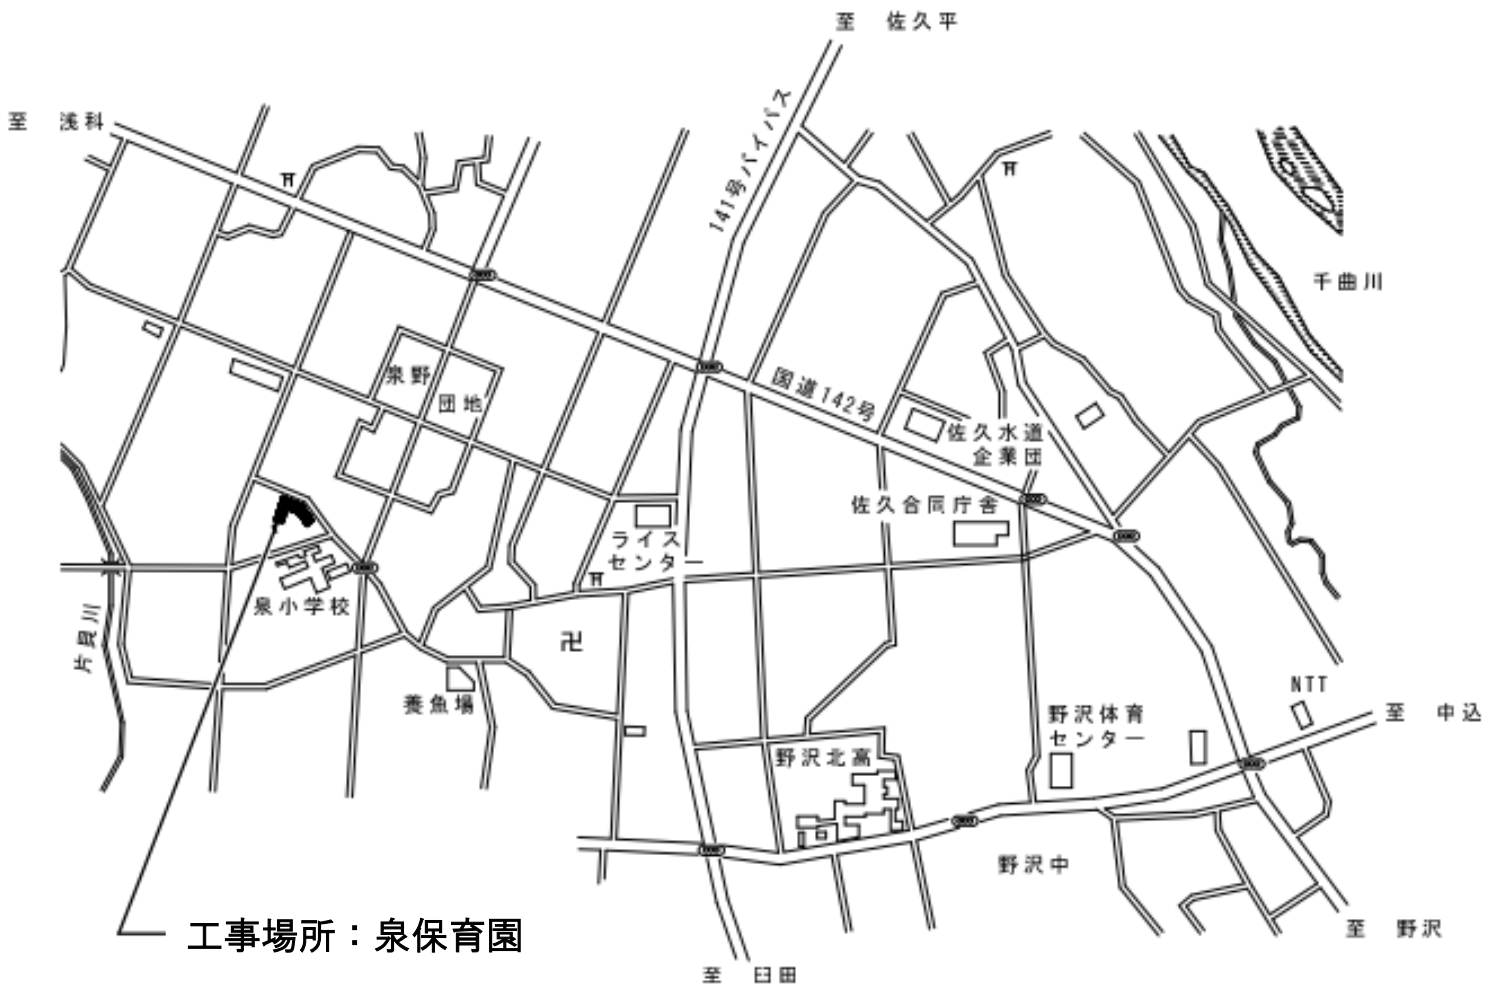 至 佐久平
至 浅科
141号バイパス
千曲川
泉野
団地
国道142号
佐久水道
企業団
佐久合同庁舎
ライス
センター
泉小学校
片貝川
卍
養魚場
NTT
至 中込
野沢体育
センター
野沢北高
野沢中
工事場所：泉保育園
至 野沢
至 臼田